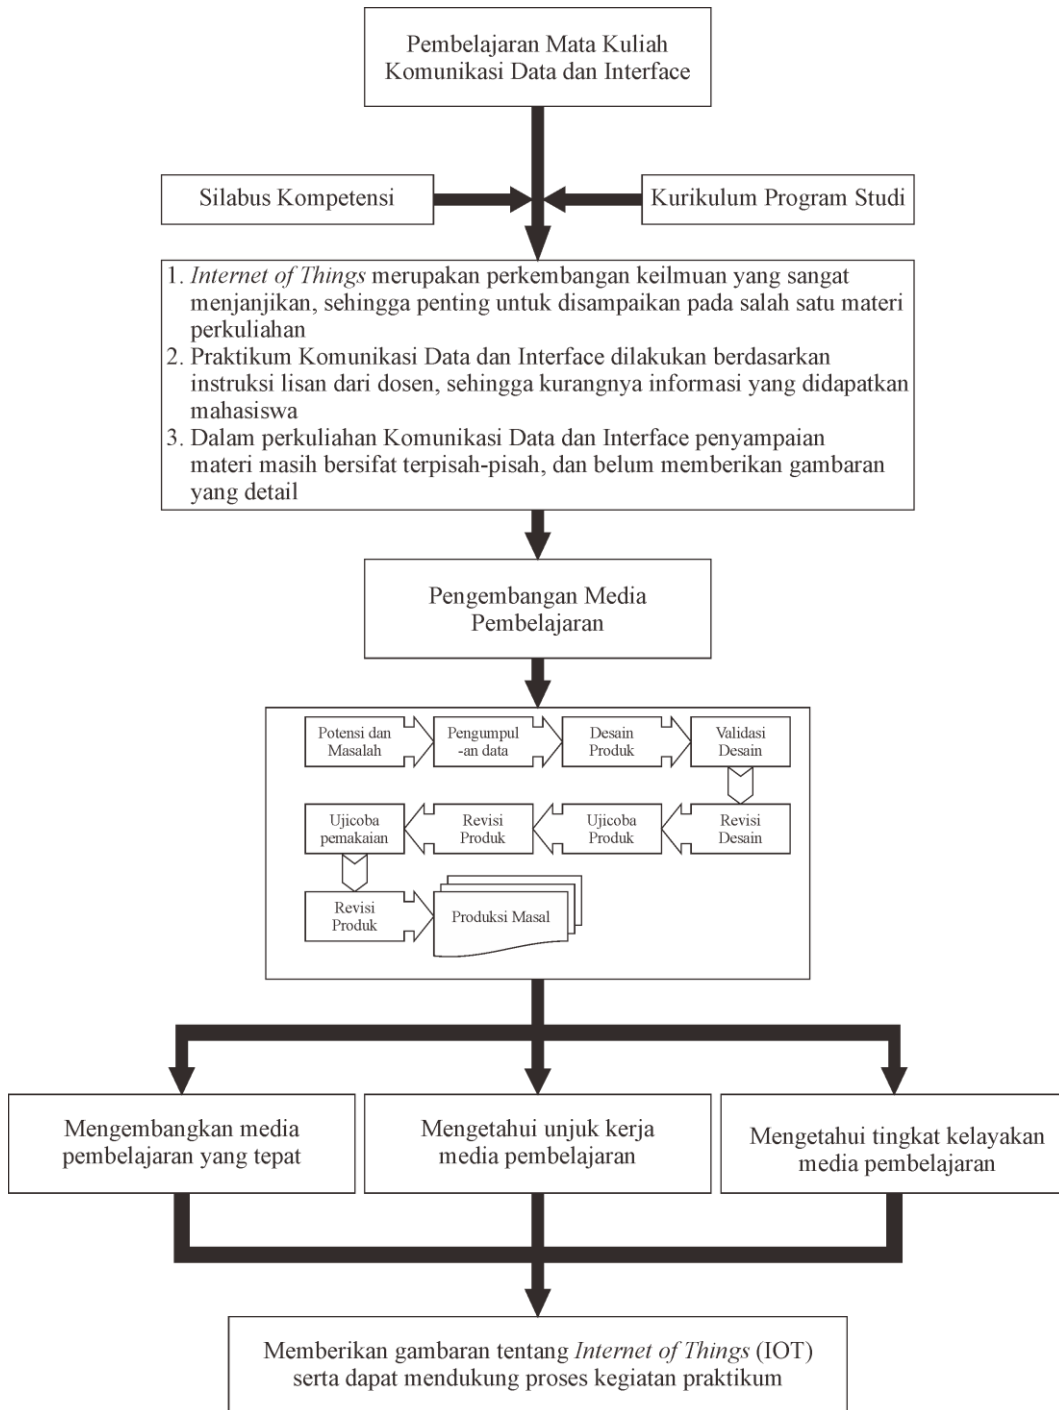 Pembelajaran Mata Kuliah
Komunikasi Data dan Interface
Silabus Kompetensi
Kurikulum Program Studi
1. Internet of Things merupakan perkembangan keilmuan yang sangat
menjanjikan, sehingga penting untuk disampaikan pada salah satu materi
perkuliahan
2. Praktikum Komunikasi Data dan Interface dilakukan berdasarkan
instruksi lisan dari dosen, sehingga kurangnya informasi yang didapatkan
mahasiswa
3. Dalam perkuliahan Komunikasi Data dan Interface penyampaian
materi masih bersifat terpisah-pisah, dan belum memberikan gambaran
yang detail
Pengembangan Media
Pembelajaran
Potensi dan
Masalah
Pengumpul
-an data
Desain
Produk
Validasi
Desain
Revisi
Desain
Ujicoba
Produk
Revisi
Produk
Ujicoba
pemakaian
Revisi
Produk
Produksi Masal
Mengembangkan media
pembelajaran yang tepat
Mengetahui unjuk kerja
media pembelajaran
Mengetahui tingkat kelayakan
media pembelajaran
Memberikan gambaran tentang Internet of Things (IOT)
serta dapat mendukung proses kegiatan praktikum